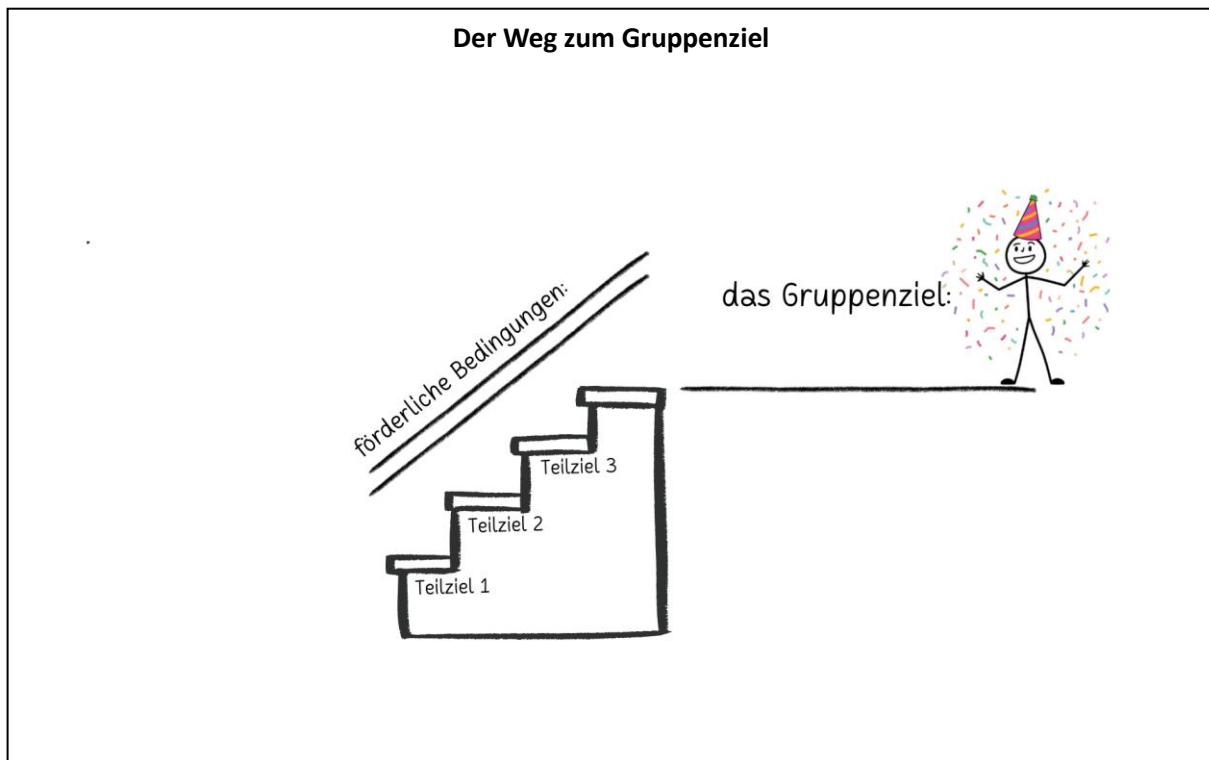 Der Weg zum Gruppenziel
förderliche Bedingungen:
das Gruppenziel:
Teilziel 3
Teilziel 2
Teilziel 1